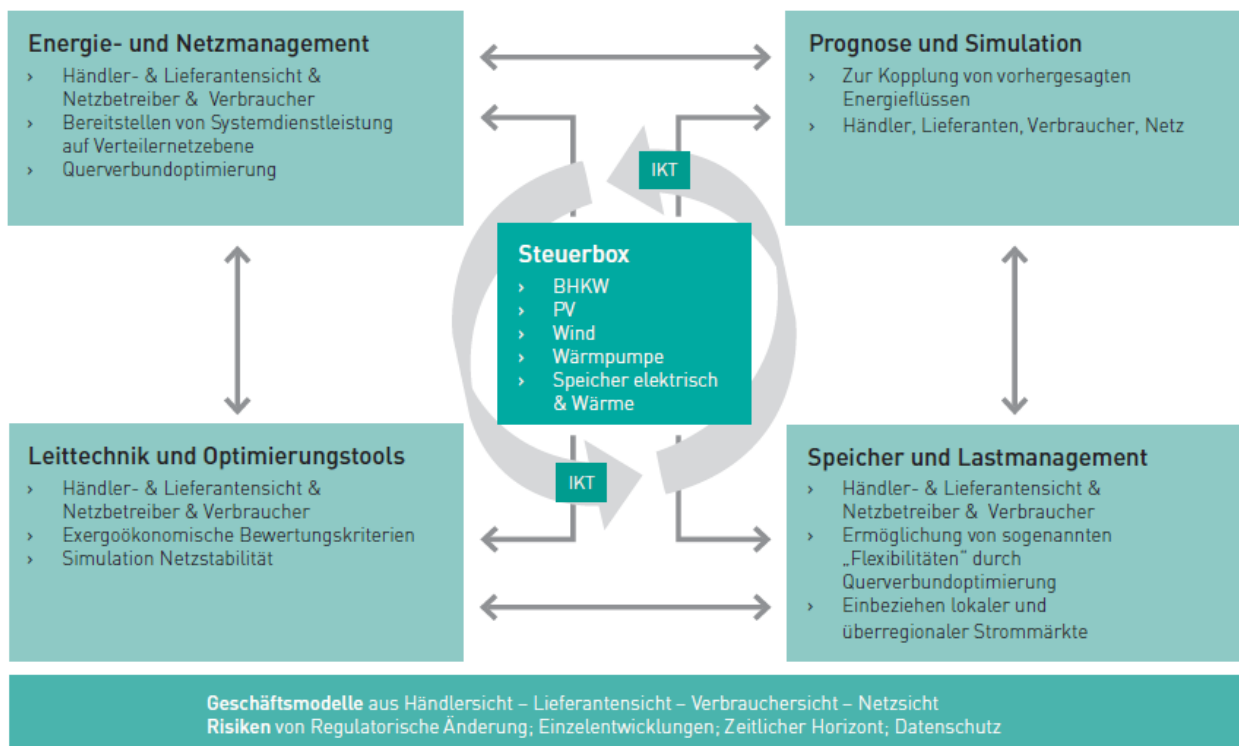 Energie- und Netzmanagement
› Händler- & Lieferantensicht &
Netzbetreiber & Verbraucher
› Bereitstellen von Systemdienstleistung
auf Verteilernetzebene
› Querverbundoptimierung
Prognose und Simulation
› Zur Kopplung von vorhergesagten
Energieflüssen
› Händler, Lieferanten, Verbraucher, Netz
IKT
Steuerbox
› BHKW
› PV
› Wind
› Wärmpumpe
› Speicher elektrisch
& Wärme
IKT
Leittechnik und Optimierungstools
› Händler- & Lieferantensicht &
Netzbetreiber & Verbraucher
› Exergoökonomische Bewertungskriterien
› Simulation Netzstabilität
Speicher und Lastmanagement
› Händler- & Lieferantensicht &
Netzbetreiber & Verbraucher
› Ermöglichung von sogenannten
„Flexibilitäten“ durch
Querverbundoptimierung
› Einbeziehen lokaler und
überregionaler Strommärkte
Geschäftsmodelle aus Händlersicht – Lieferantensicht – Verbrauchersicht – Netzsicht
Risiken von Regulatorische Änderung; Einzelentwicklungen; Zeitlicher Horizont; Datenschutz